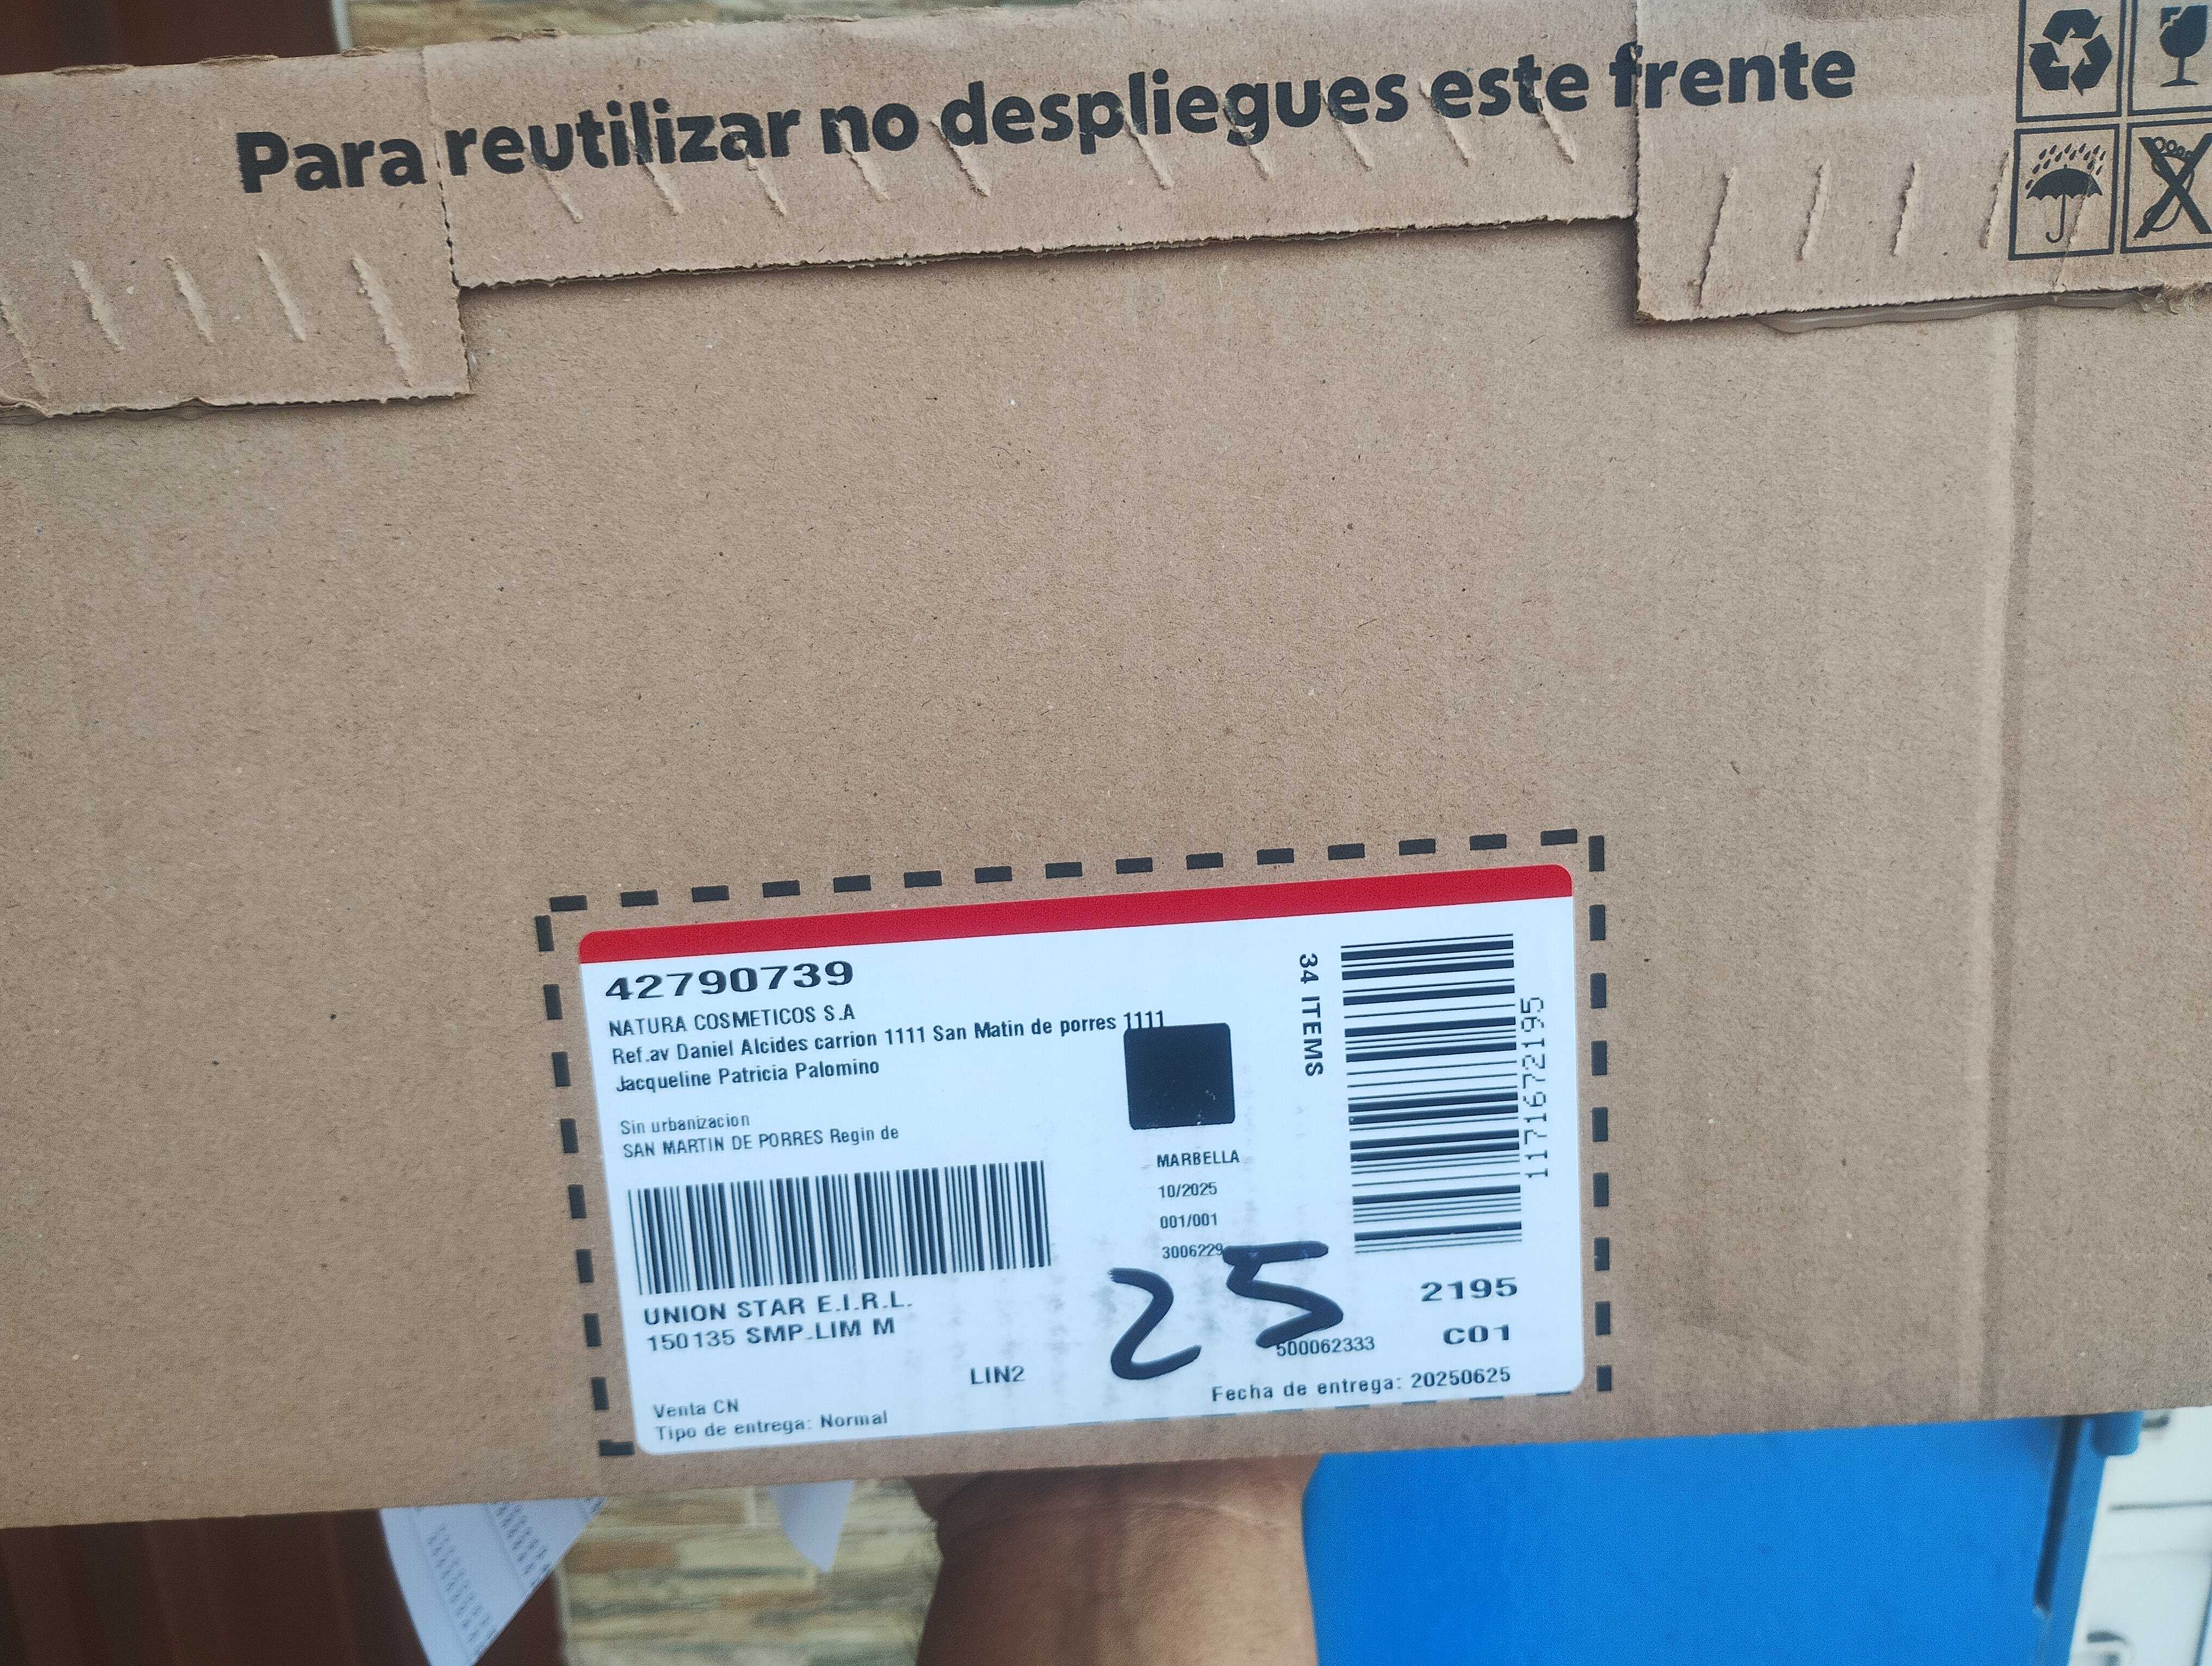 Para reutilizar no despliegues este frente
42790739
NATURA COSMETICOS S.A
Ref.av Daniel Alcides carrion 1111 San Matin de porres 1111
Jacqueline Patricia Palomino
Sin urbanizacion
SAN MARTIN DE PORRES Regin de
UNION STAR E.I.R.L.
150135 SMP-LIM M
LIN2
Venta CN
Tipo de entrega: Normal
MARBELLA
10/2025
001/001
3006229
25
34 ITEMS
1171672195
2195
C01
500062333
Fecha de entrega: 20250625